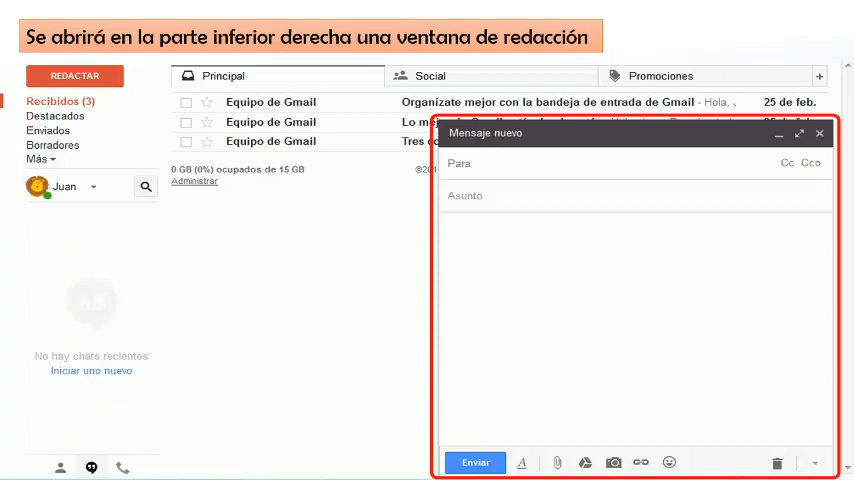 Se abrirá en la parte inferior derecha una ventana de redacción
REDACTAR
Principal
Social
Promociones
+
Recibidos (3)
Destacados
Enviados
Borradores
Más
Juan
Equipo de Gmail Organízate mejor con la bandeja de entrada de Gmail - Hola, 25 de feb.
Equipo de Gmail
Equipo de Gmail Tres
0 GB (0%) ocupados de 15 GB
Administrar
Mensaje nuevo
Para
Cc Cco
Asunto
No hay chats recientes
Iniciar uno nuevo
Enviar
A